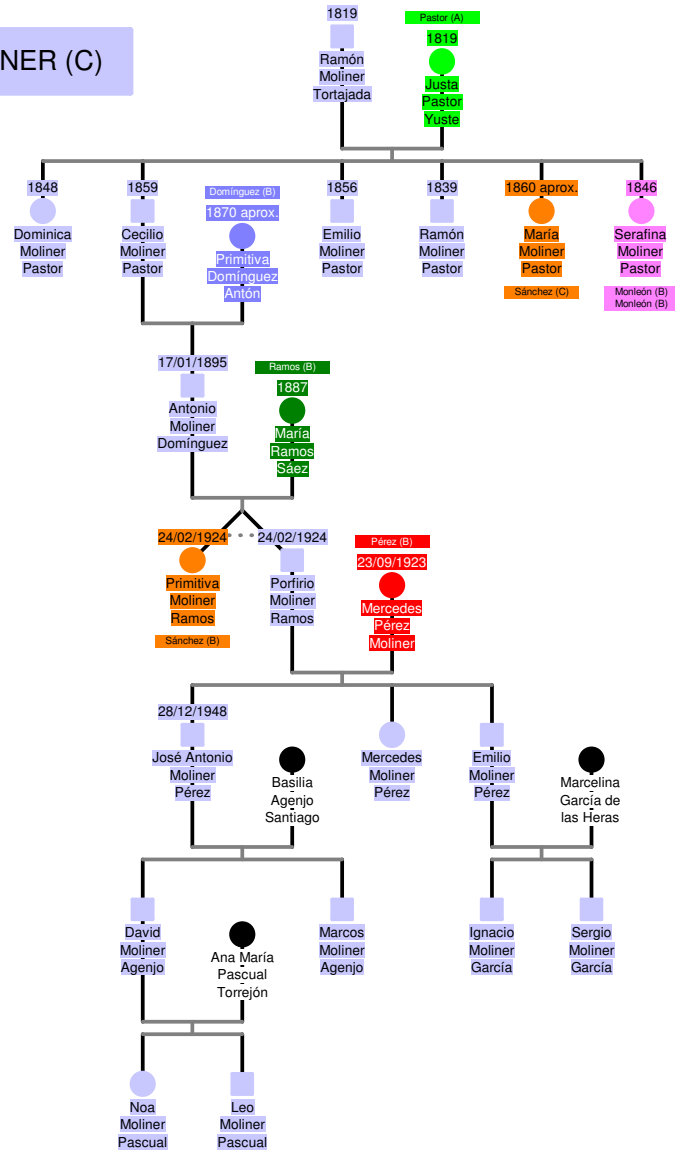 NER (C)
1819
Ramón
Moliner
Tortajada
Pastor (A)
1819
Justa
Pastor
Yuste
1848
Dominica
Moliner
Pastor
1859
Cecilio
Moliner
Pastor
Domínguez (B)
1870 aprox.
Primitiva
Domínguez
Antón
1856
Emilio
Moliner
Pastor
1839
Ramón
Moliner
Pastor
1860 aprox.
María
Moliner
Pastor
Sánchez (C)
1846
Serafina
Moliner
Pastor
Monleón (B)
Monleón (B)
17/01/1895
Antonio
Moliner
Domínguez
Ramos (B)
1887
María
Ramos
Sáez
24/02/1924
Primitiva
Moliner
Ramos
Sánchez (B)
24/02/1924
Porfirio
Moliner
Ramos
Pérez (B)
23/09/1923
Mercedes
Pérez
Moliner
28/12/1948
José Antonio
Moliner
Pérez
Basilia
Agenjo
Santiago
Mercedes
Moliner
Pérez
Emilio
Moliner
Pérez
Marcelina
García de
las Heras
David
Moliner
Agenjo
Ana María
Pascual
Torrejón
Marcos
Moliner
Agenjo
Ignacio
Moliner
García
Sergio
Moliner
García
Noa
Moliner
Pascual
Leo
Moliner
Pascual